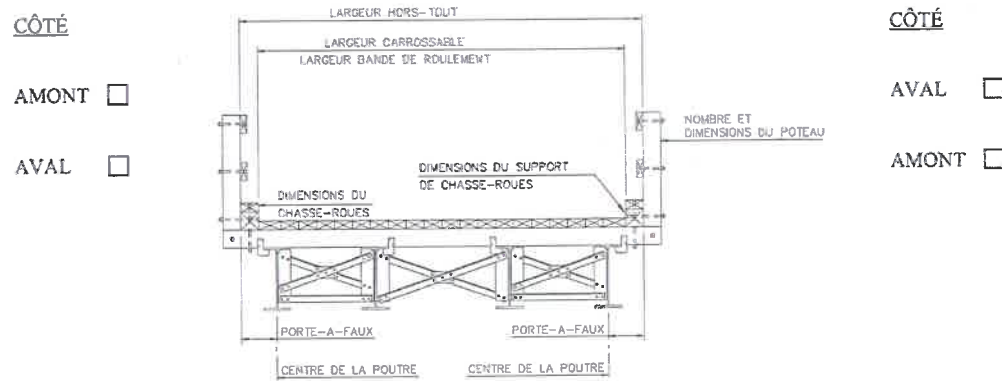 CÔTÉ
AMONT
AVAL
LARGEUR HORS-TOUT
LARGEUR CARROSSABLE
LARGEUR BANDE DE ROULEMENT
CÔTÉ
AVAL
AMONT
NOMBRE ET
DIMENSIONS DU POTEAU
DIMENSIONS DU SUPPORT
DE CHASSE-ROUES
DIMENSIONS DU
CHASSE-ROUES
PORTE-A-FAUX
PORTE-A-FAUX
CENTRE DE LA POUTRE
CENTRE DE LA POUTRE